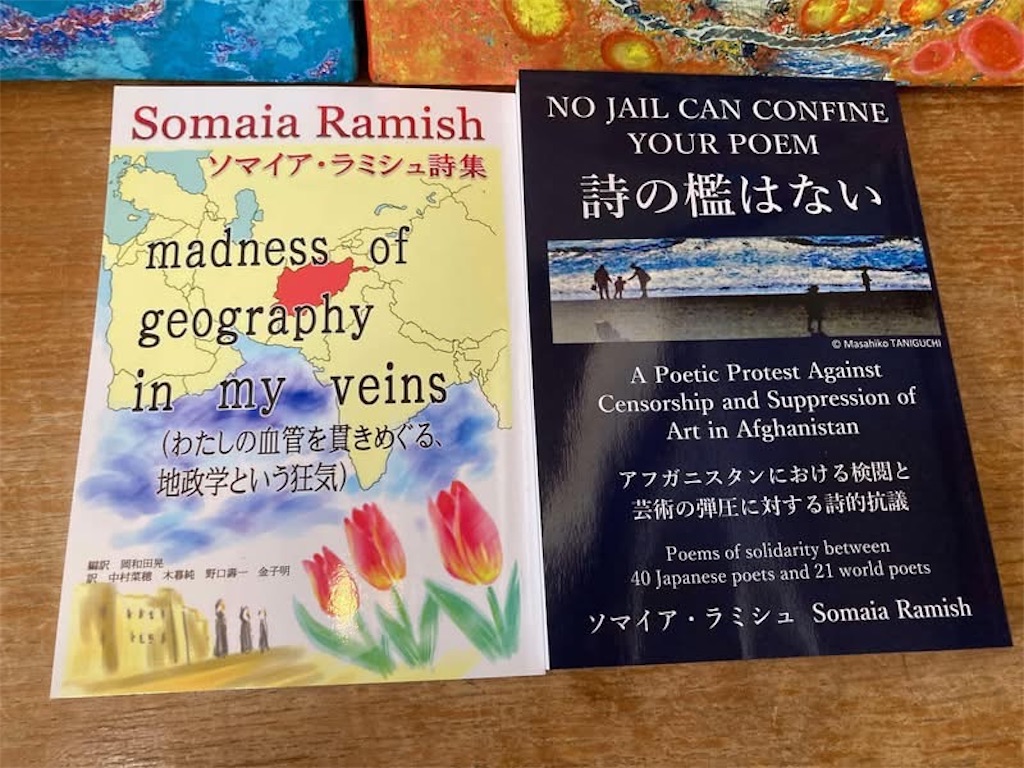 Somaia Ramish
ソマイア・ラミシュ詩集
madness of
geography
in my veins
(わたしの血管を貫きめぐる、
地政学という狂気)
編訳 岡和田晃
訳 中村菜穂 木暮純 野口壽一 金子明
NO JAIL CAN CONFINE
YOUR POEM
詩の檻はない
© Masahiko TANIGUCHI
A Poetic Protest Against
Censorship and Suppression of
Art in Afghanistan
アフガニスタンにおける検閲と
芸術の弾圧に対する詩的抗議
Poems of solidarity between
40 Japanese poets and 21 world poets
ソマイア・ラミシュ Somaia Ramish